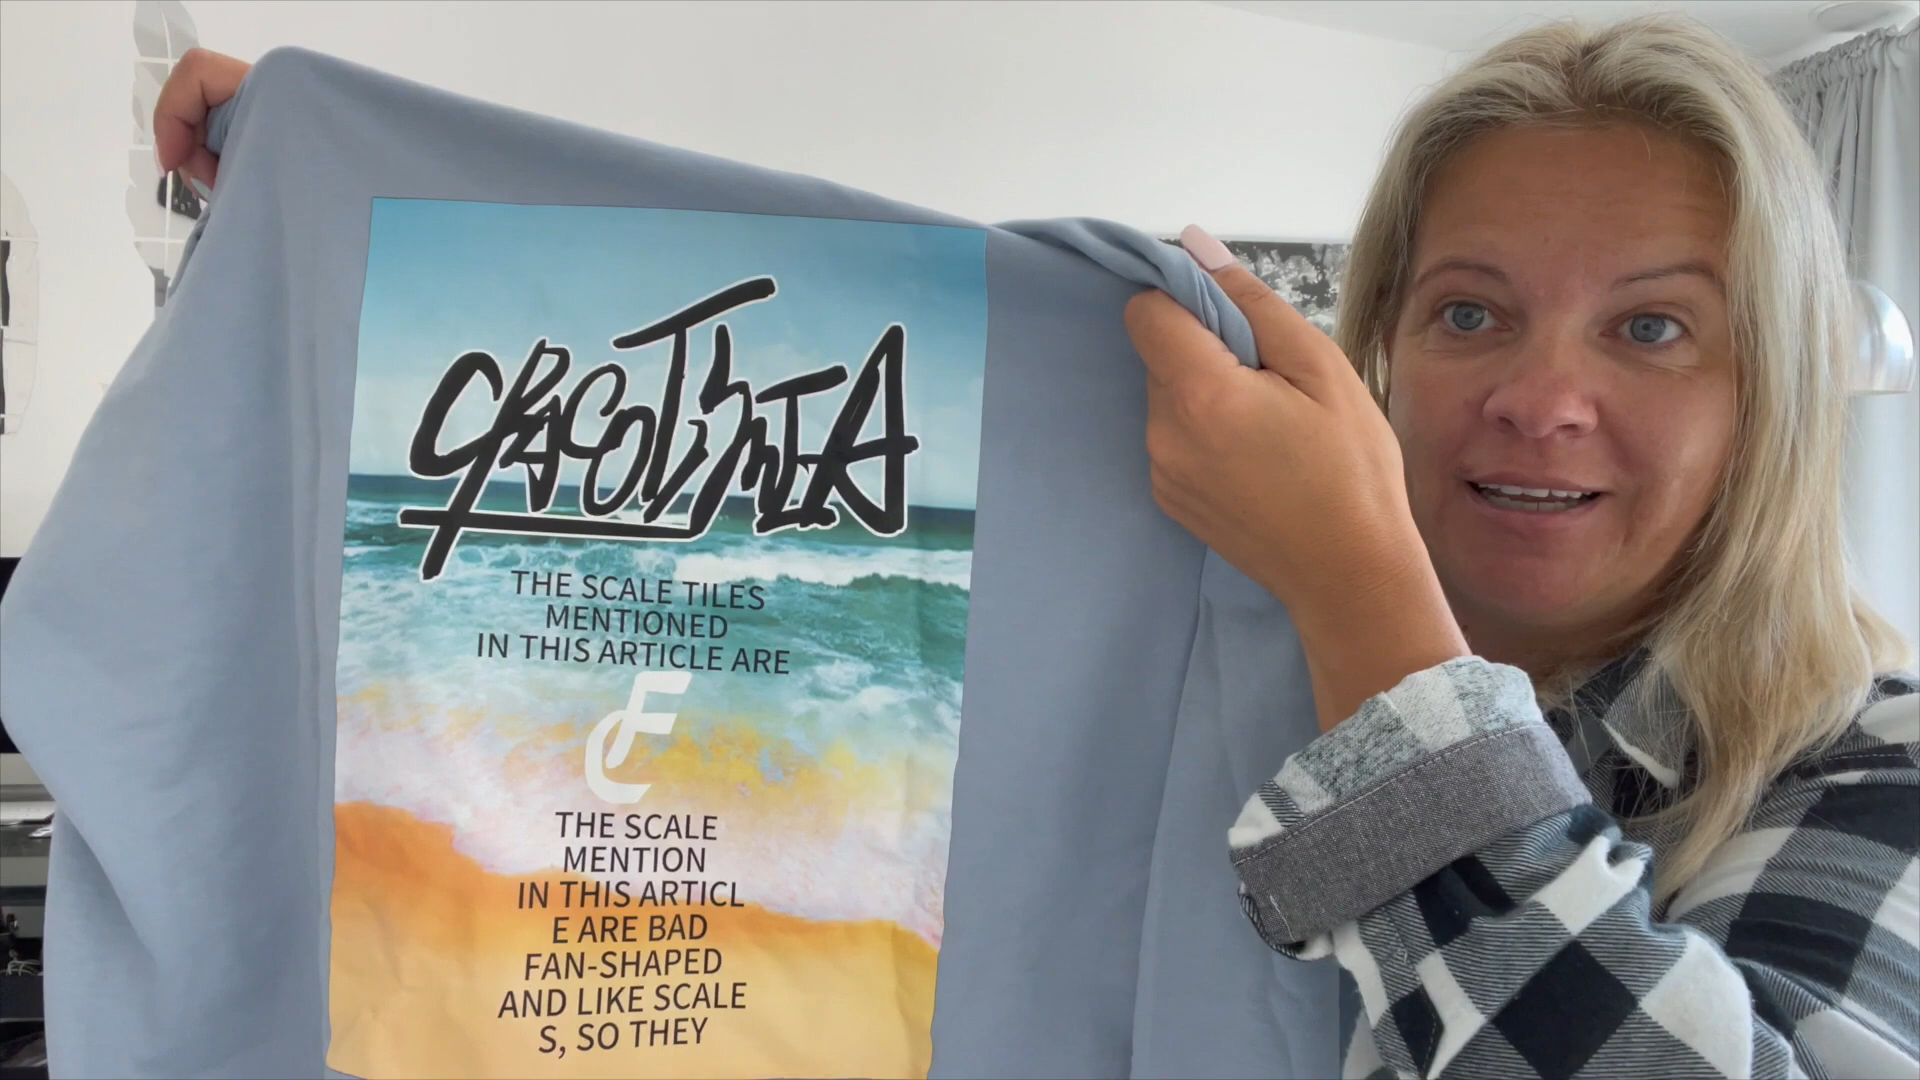 THE SCALE TILES
MENTIONED
IN THIS ARTICLE ARE
THE SCALE
MENTION
IN THIS ARTICL
E ARE BAD
FAN-SHAPED
AND LIKE SCALE
S, SO THEY